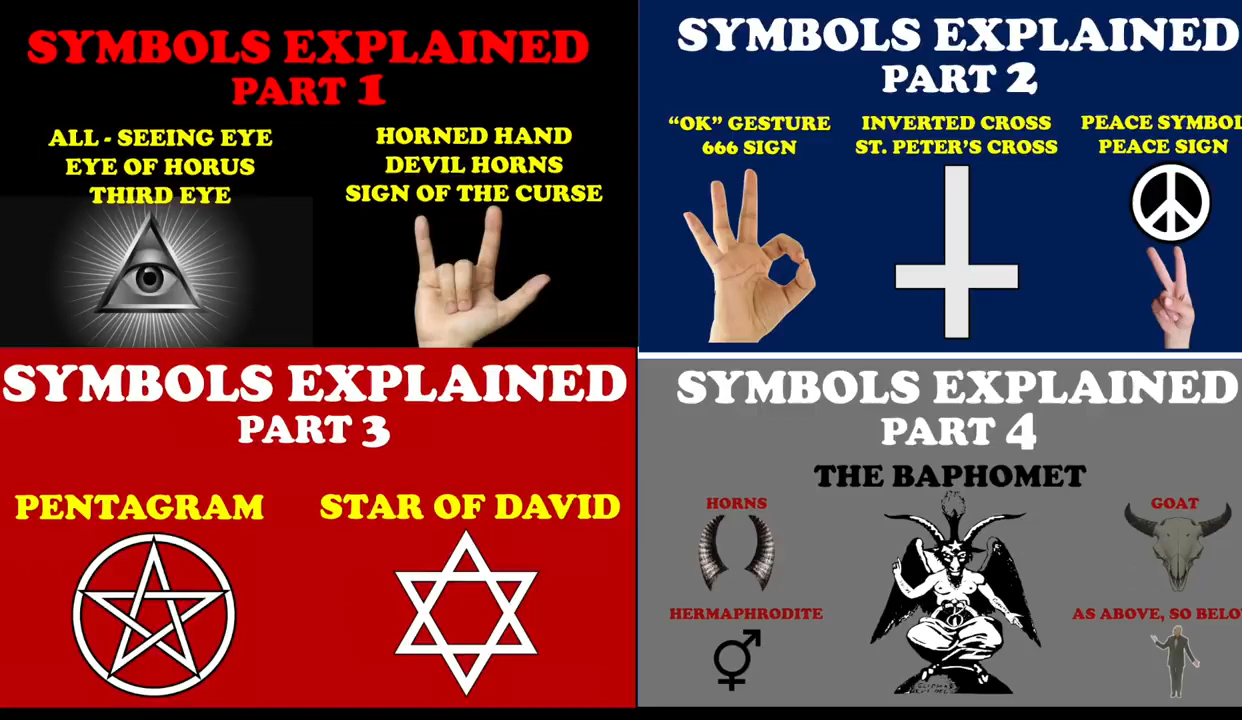 SYMBOLS EXPLAINED
PART 1
ALL - SEEING EYE
EYE OF HORUS
THIRD EYE
HORNED HAND
DEVIL HORNS
SIGN OF THE CURSE
SYMBOLS EXPLAINED
PART 2
"OK" GESTURE
666 SIGN
INVERTED CROSS
ST. PETER'S CROSS
PEACE SYMBOL
PEACE SIGN
SYMBOLS EXPLAINED
PART 3
PENTAGRAM
STAR OF DAVID
SYMBOLS EXPLAINED
PART 4
THE BAPHOMET
HORNS
GOAT
HERMAPHRODITE
AS ABOVE, SO BELO